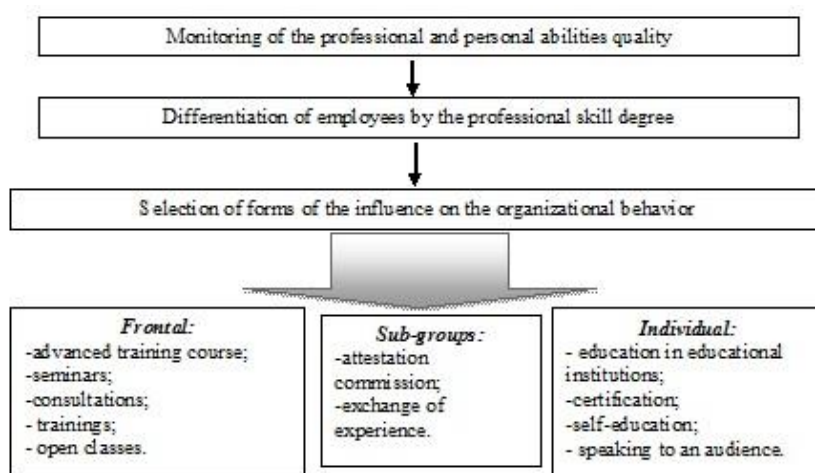 Monitoring of the professional and personal abilities quality
Differentiation of employees by the professional skill degree
Selection of forms of the influence on the organizational behavior
Frontal:
-advanced training course;
-seminars;
-consultations;
- trainings;
- open classes.
Sub-groups:
-attestation
commission;
-exchange of
experience.
Individual:
- education in educational
institutions;
-certification;
-self-education;
- speaking to an audience.